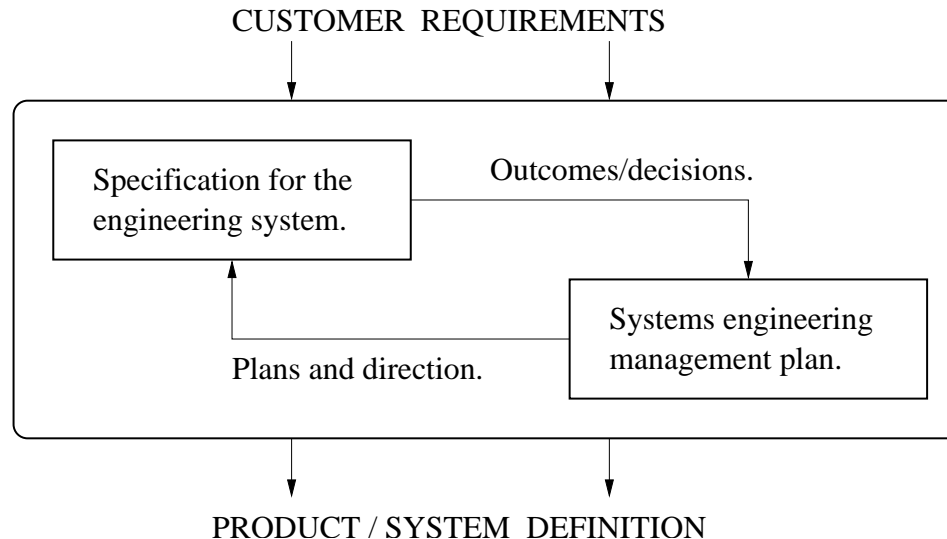 CUSTOMER REQUIREMENTS
Specification for the
engineering system.
Outcomes/decisions.
Systems engineering
management plan.
Plans and direction.
PRODUCT / SYSTEM DEFINITION